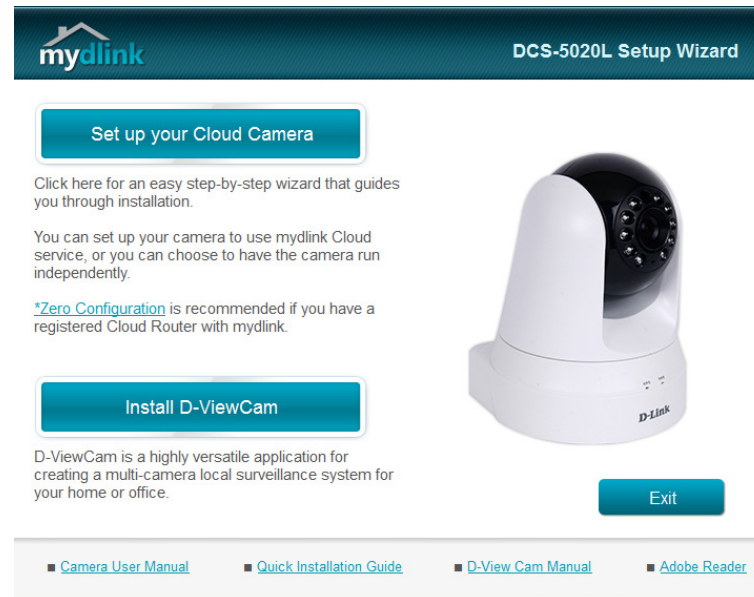 mydlink
DCS-5020L Setup Wizard
Set up your Cloud Camera
Click here for an easy step-by-step wizard that guides
you through installation.
You can set up your camera to use mydlink Cloud
service, or you can choose to have the camera run
independently.
*Zero Configuration is recommended if you have a
registered Cloud Router with mydlink.
Install D-ViewCam
D-ViewCam is a highly versatile application for
creating a multi-camera local surveillance system for
your home or office.
D-Link
Exit
Camera User Manual
Quick Installation Guide
D-View Cam Manual
Adobe Reader